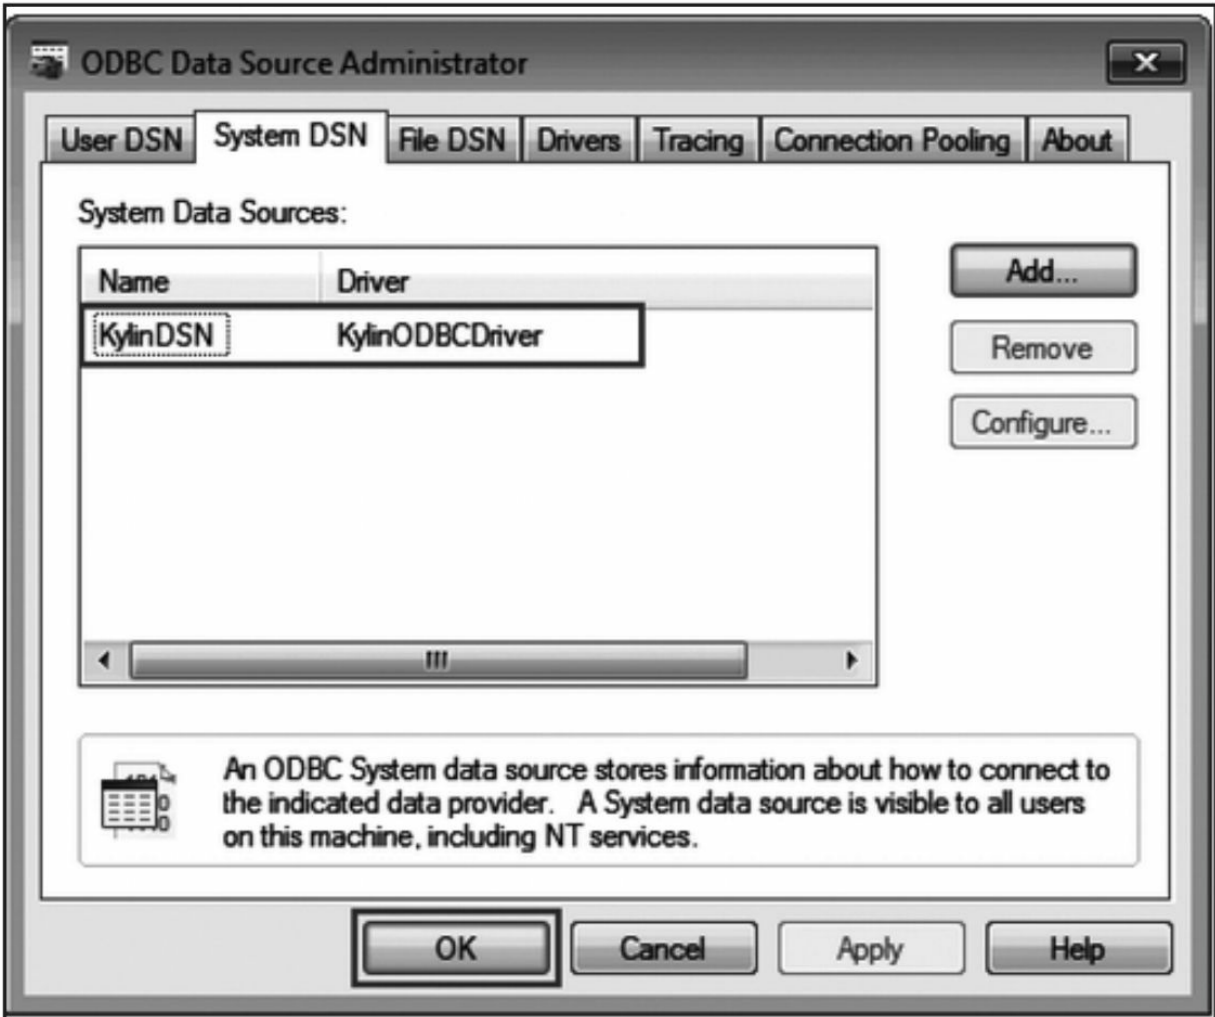 ODBC Data Source Administrator
User DSN System DSN File DSN Drivers Tracing Connection Pooling About
System Data Sources:
Name Driver
KylinDSN KylinODBCDriver
Add...
Remove
Configure...
An ODBC System data source stores information about how to connect to
the indicated data provider. A System data source is visible to all users
on this machine, including NT services.
OK Cancel Apply Help